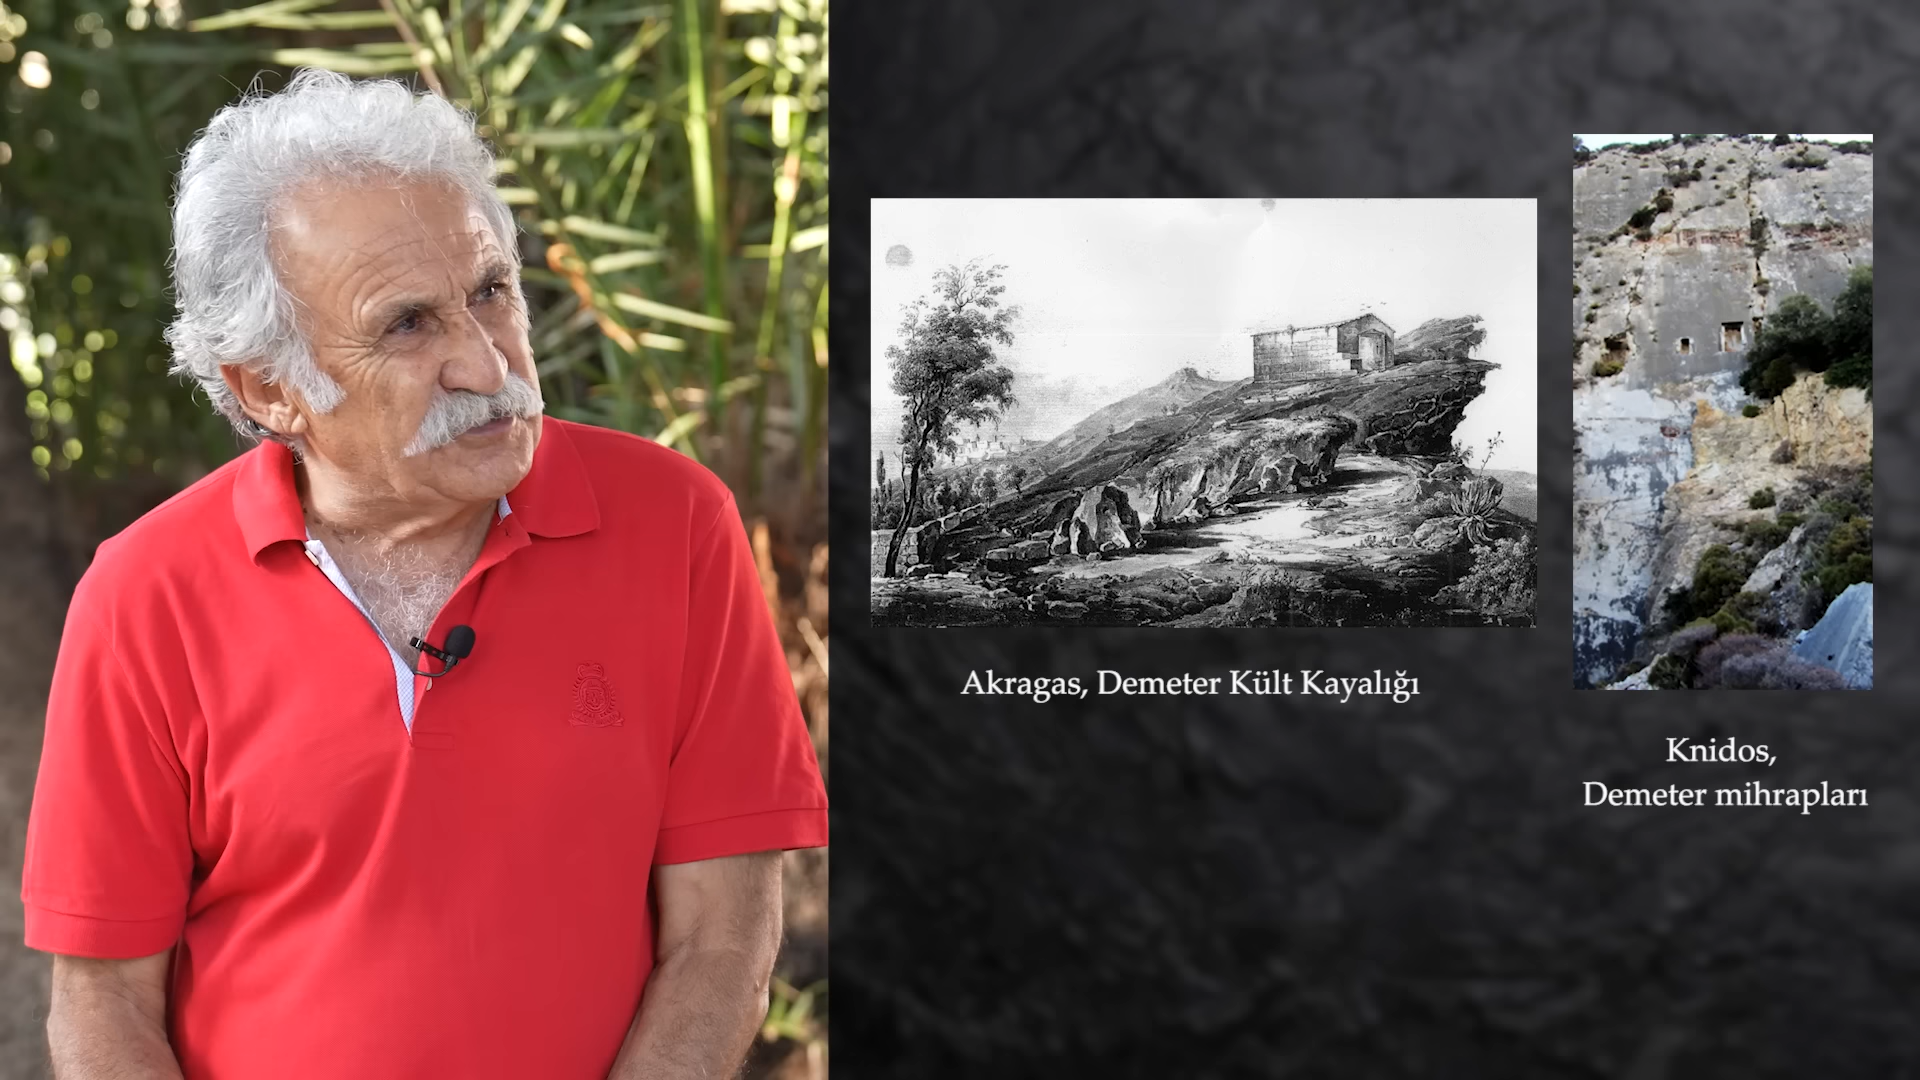 Akragas, Demeter Kült Kayalığı
Knidos,
Demeter mihrapları